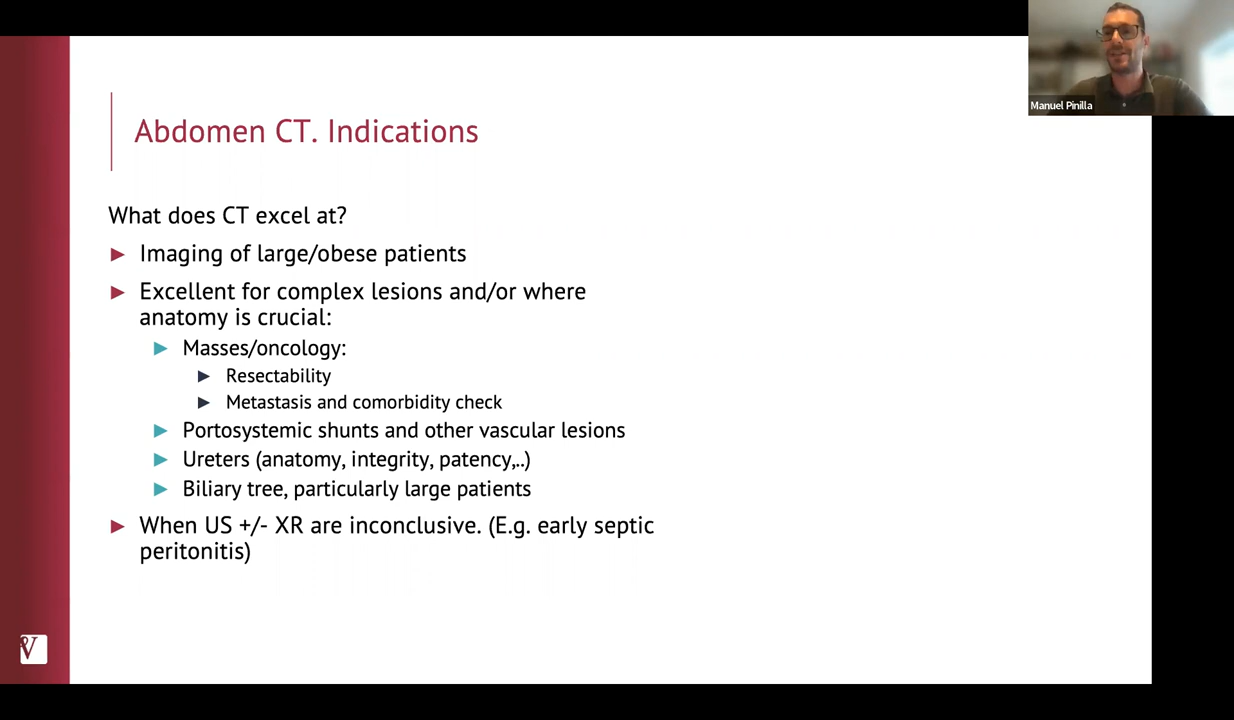 Manuel Pinilla
Abdomen CT. Indications
What does CT excel at?
Imaging of large/obese patients
Excellent for complex lesions and/or where
anatomy is crucial:
Masses/oncology:
Resectability
Metastasis and comorbidity check
Portosystemic shunts and other vascular lesions
Ureters (anatomy, integrity, patency,..)
Biliary tree, particularly large patients
When US +/- XR are inconclusive. (E.g. early septic
peritonitis)
V